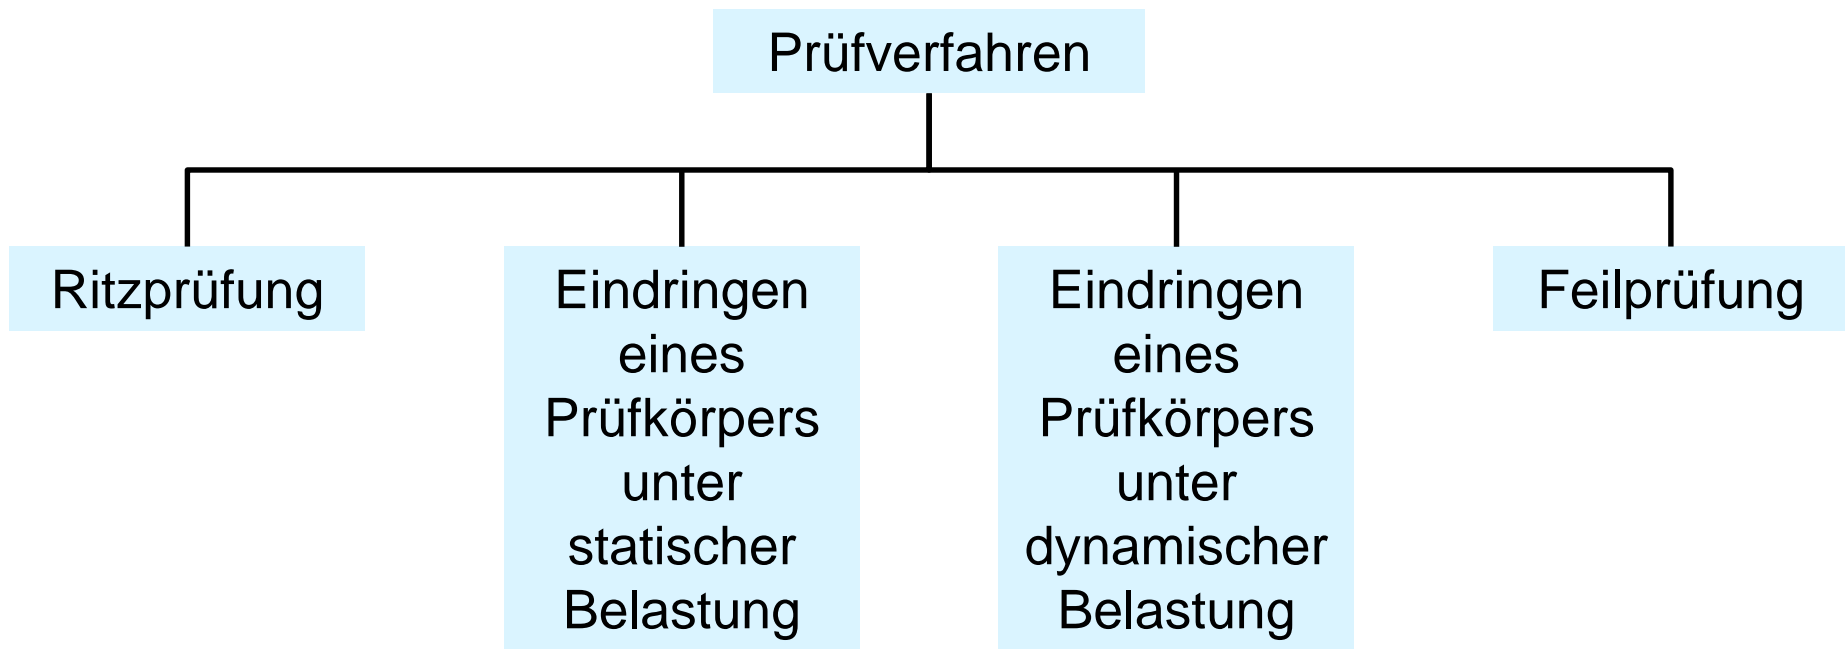 Prüfverfahren
Ritzprüfung
Eindringen
eines
Prüfkörpers
unter
statischer
Belastung
Eindringen
eines
Prüfkörpers
unter
dynamischer
Belastung
Feilprüfung